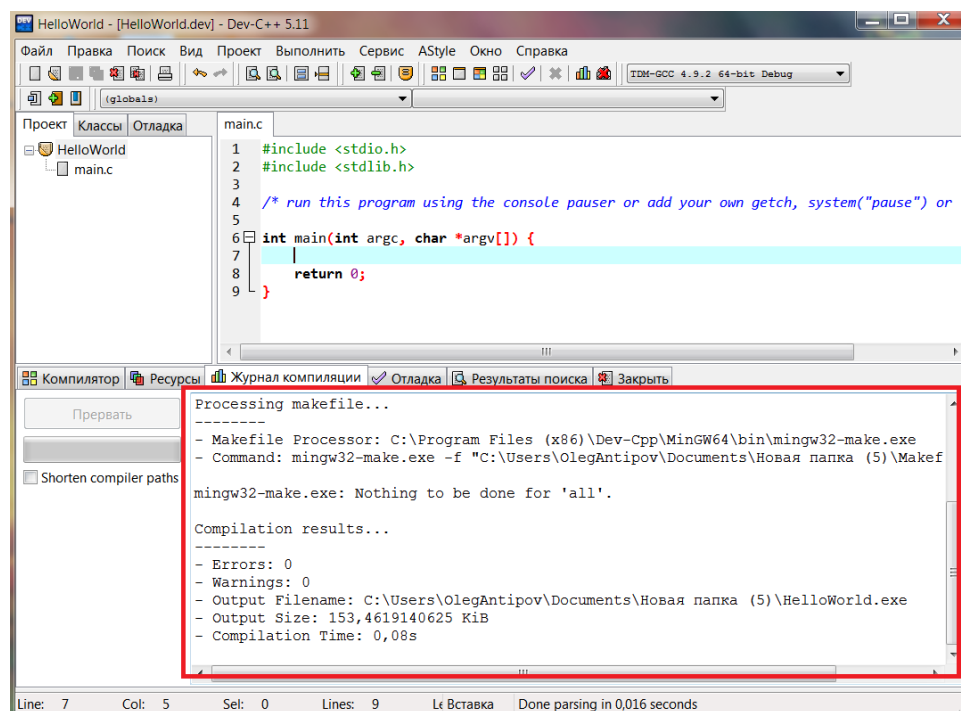 HelloWorld - [HelloWorld.dev] - Dev-C++ 5.11
Файл Правка Поиск Вид Проект Выполнить Сервис AStyle Окно Справка
TDM-GCC 4.9.2 64-bit Debug
(globals)
Проект Классы Отладка main.c
HelloWorld
main.c
1 #include <stdio.h>
2 #include <stdlib.h>
3
4 /* run this program using the console pauser or add your own getch, system("pause") or
5
6 int main(int argc, char *argv[]) {
7
8 return 0;
9 }
Компилятор Ресурсы Журнал компиляции Отладка Результаты поиска Закрыть
Прервать
Shorten compiler paths
Processing makefile...
--------
- Makefile Processor: C:\Program Files (x86)\Dev-Cpp\MinGW64\bin\mingw32-make.exe
- Command: mingw32-make.exe -f "C:\Users\OlegAntipov\Documents\Новая папка (5)\Makef
mingw32-make.exe: Nothing to be done for 'all'.
Compilation results...
--------
- Errors: 0
- Warnings: 0
- Output Filename: C:\Users\OlegAntipov\Documents\Новая папка (5)\HelloWorld.exe
- Output Size: 153,4619140625 KiB
- Compilation Time: 0,08s
Line: 7 Col: 5 Sel: 0 Lines: 9 Le Вставка Done parsing in 0,016 seconds